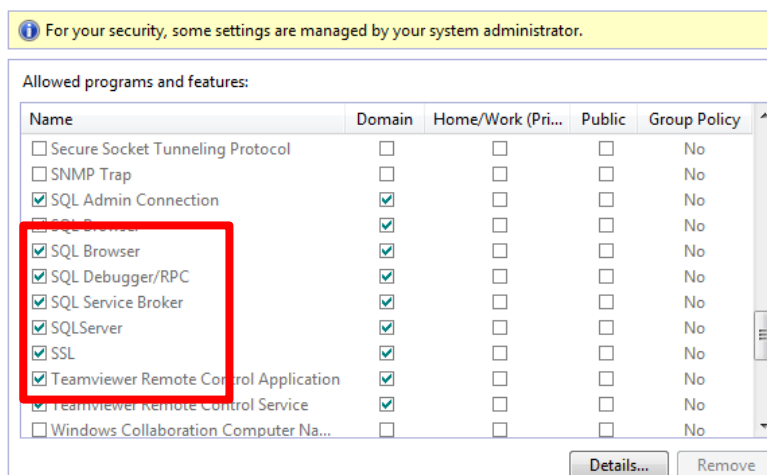 For your security, some settings are managed by your system administrator.
Allowed programs and features:
Name Domain Home/Work (Pri... Public Group Policy
Secure Socket Tunneling Protocol No
SNMP Trap No
SQL Admin Connection No
SQL Browser No
SQL Browser No
SQL Debugger/RPC No
SQL Service Broker No
SQLServer No
SSL No
Teamviewer Remote Control Application No
Teamviewer Remote Control Service No
Windows Collaboration Computer Na... No
Details... Remove